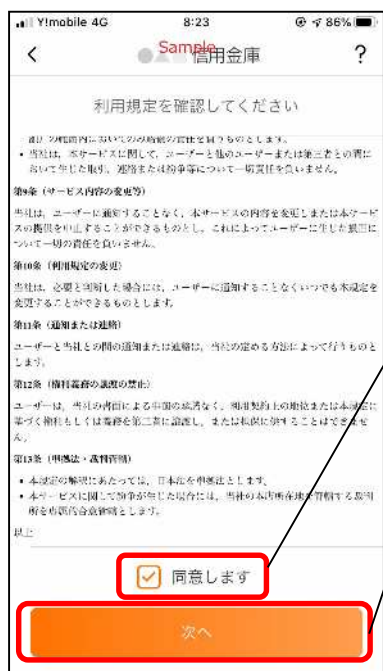 Y!mobile 4G 8:23 86%
Sample信用金庫 ?
利用規定を確認してください
• 当社は、本サービスに関して、ユーザーと他のユーザーまたは第三者との間に
おいて生じた取引、連絡または紛争等について一切責任を負いません。
第9条（サービス内容の変更等）
当社は、ユーザーに通知することなく、本サービスの内容を変更しまたは本サービ
スの提供を中止することができるものとし、これによってユーザーに生じた損害に
ついて一切の責任を負いません。
第10条（利用規定の変更）
当社は、必要と判断した場合には、ユーザーに通知することなくいつでも本規定を
変更することができるものとします。
第11条（通知または連絡）
ユーザーと当社との間の通知または連絡は、当社の定める方法によって行うものと
します。
第12条（権利義務の譲渡の禁止）
ユーザーは、当社の書面による事前の承諾なく、利用契約上の地位または本規定に
基づく権利もしくは義務を第三者に譲渡し、または担保に供することはできませ
ん。
第13条（準拠法・裁判管轄）
• 本規定の解釈にあたっては、日本法を準拠法とします。
• 本サービスに関して紛争が生じた場合には、当社の本店所在地を管轄する裁判
所を専属的合意管轄とします。
以上
同意します
次へ